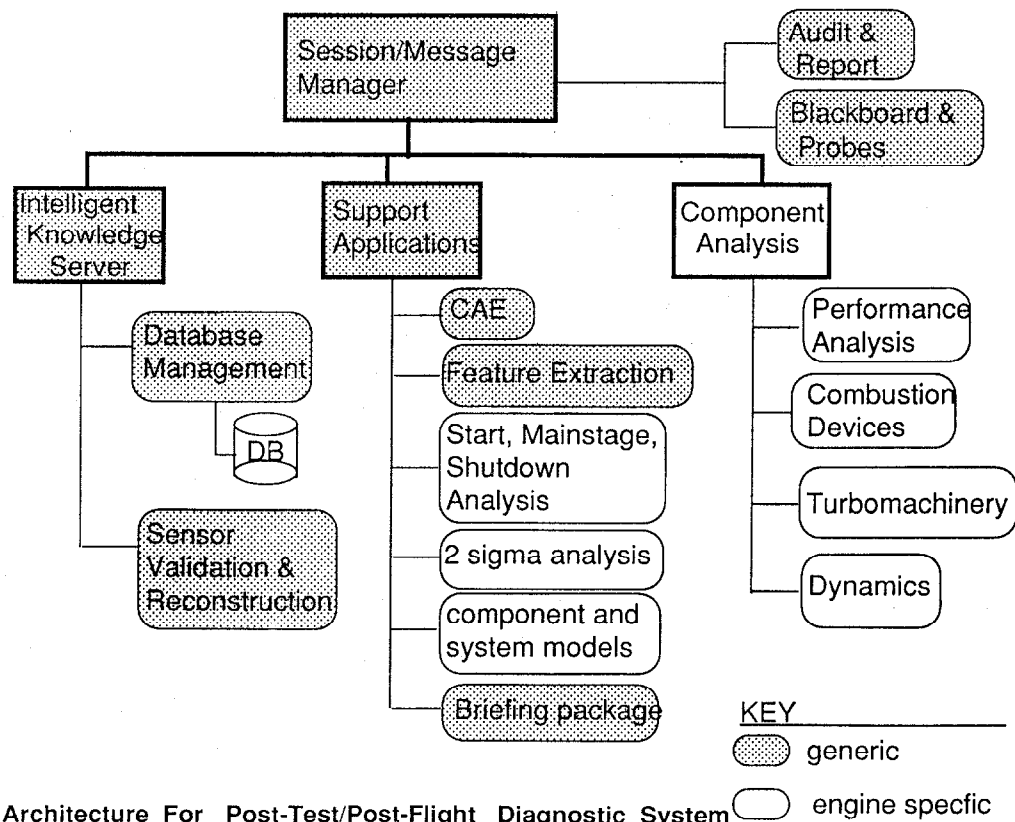 Session/Message
Manager
Audit &
Report
Blackboard &
Probes
Intelligent
Knowledge
Server
Support
Applications
Component
Analysis
Database
Management
DB
Sensor
Validation &
Reconstruction
CAE
Feature Extraction
Start, Mainstage,
Shutdown
Analysis
2 sigma analysis
component and
system models
Briefing package
Performance
Analysis
Combustion
Devices
Turbomachinery
Dynamics
KEY
generic
engine specfic
Architecture For Post-Test/Post-Flight Diagnostic System